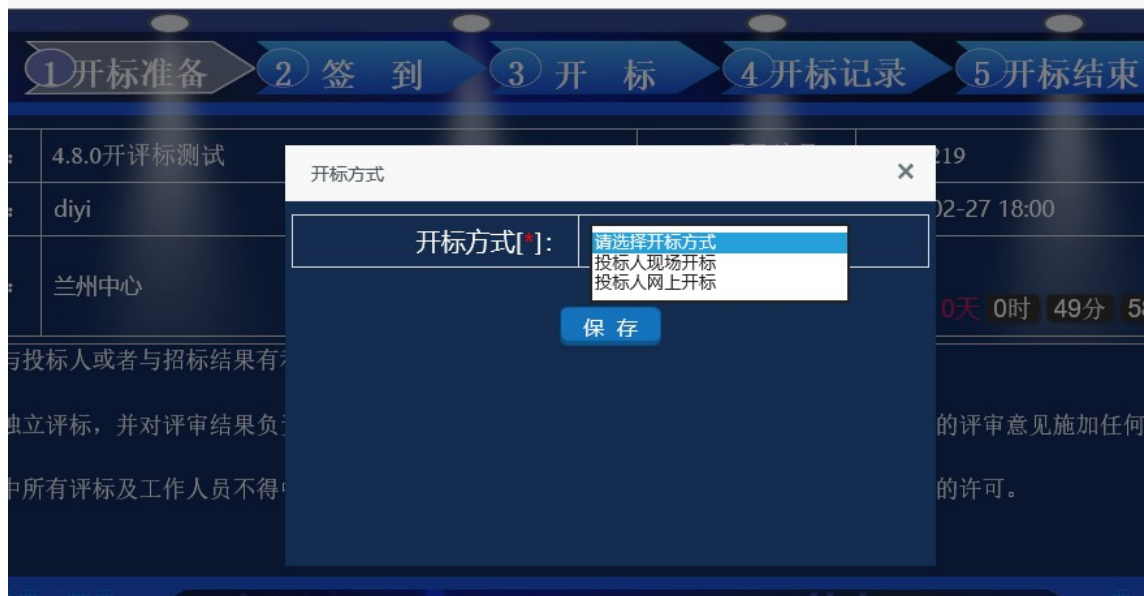 1 开标准备 2 签 到 3 开 标 4 开标记录 5 开标结束
4.8.0开评标测试
219
开标方式
×
diyi
02-27 18:00
开标方式[*]：
请选择开标方式
投标人现场开标
投标人网上开标
兰州中心
0天 0时 49分 58
保 存
与投标人或者与招标结果有
独立评标，并对评审结果负
的评审意见施加任何
中所有评标及工作人员不得
的许可。